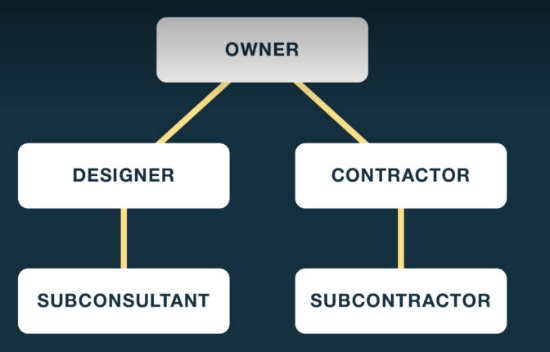 OWNER
DESIGNER
CONTRACTOR
SUBCONSULTANT
SUBCONTRACTOR